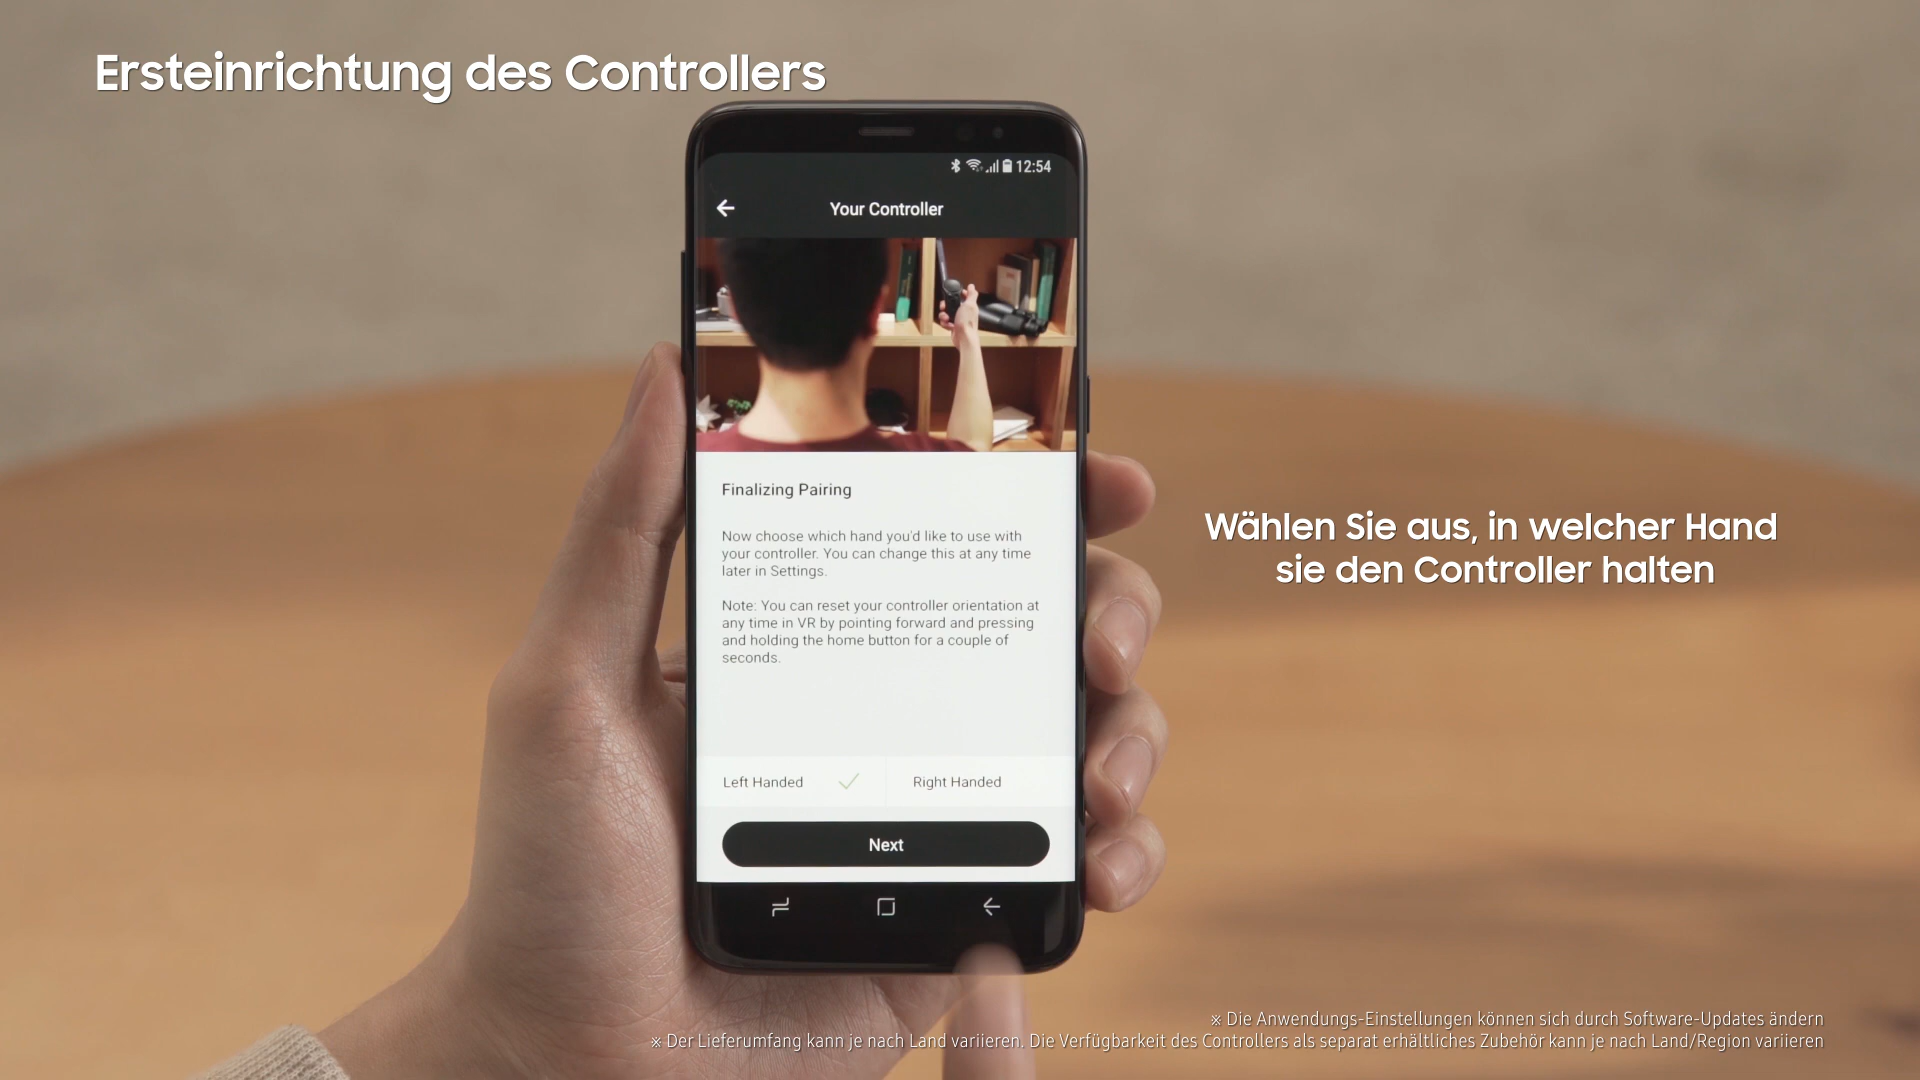 Ersteinrichtung des Controllers
12:54
Your Controller
Finalizing Pairing
Now choose which hand you'd like to use with
your controller. You can change this at any time
later in Settings.
Note: You can reset your controller orientation at
any time in VR by pointing forward and pressing
and holding the home button for a couple of
seconds.
Left Handed
Right Handed
Next
Wählen Sie aus, in welcher Hand
sie den Controller halten
※ Die Anwendungs-Einstellungen können sich durch Software-Updates ändern
※ Der Lieferumfang kann je nach Land variieren. Die Verfügbarkeit des Controllers als separat erhältliches Zubehör kann je nach Land/Region variieren